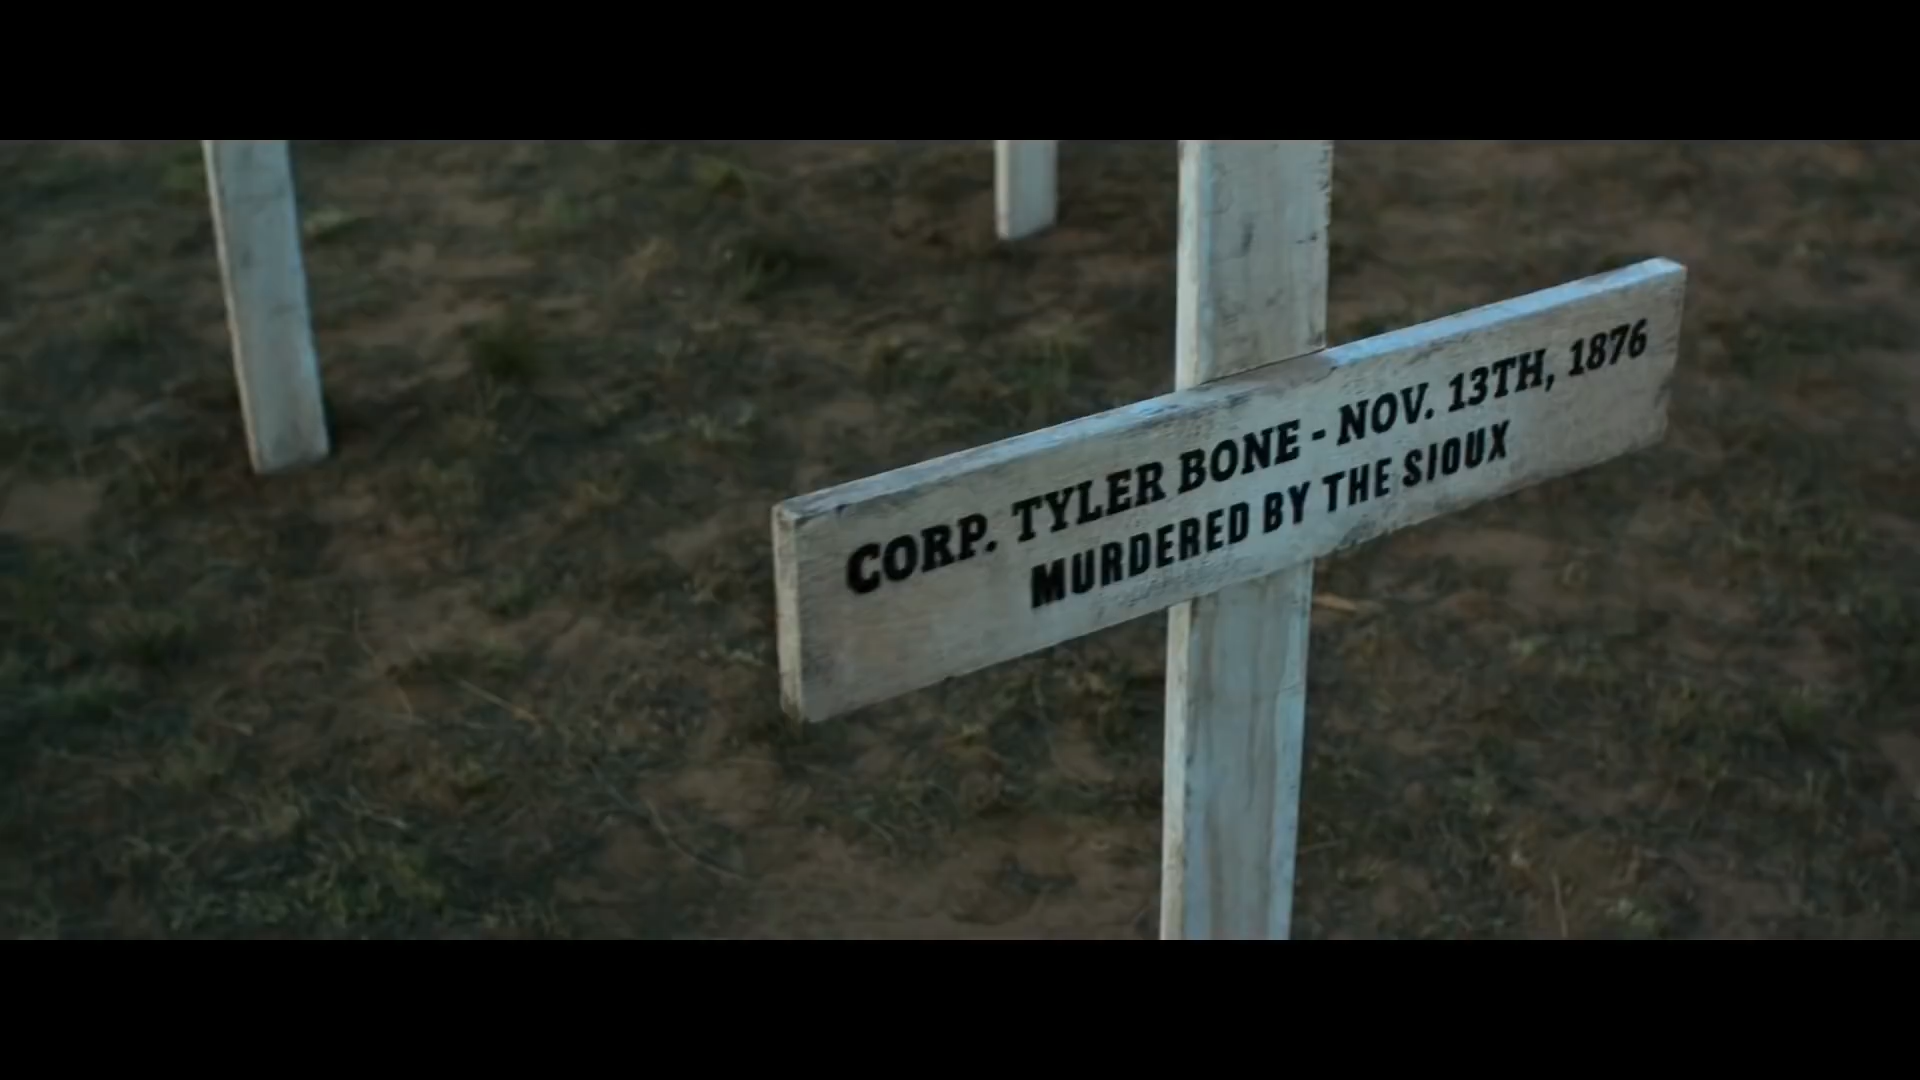 CORP. TYLER BONE - NOV. 13TH, 1876
MURDERED BY THE SIOUX